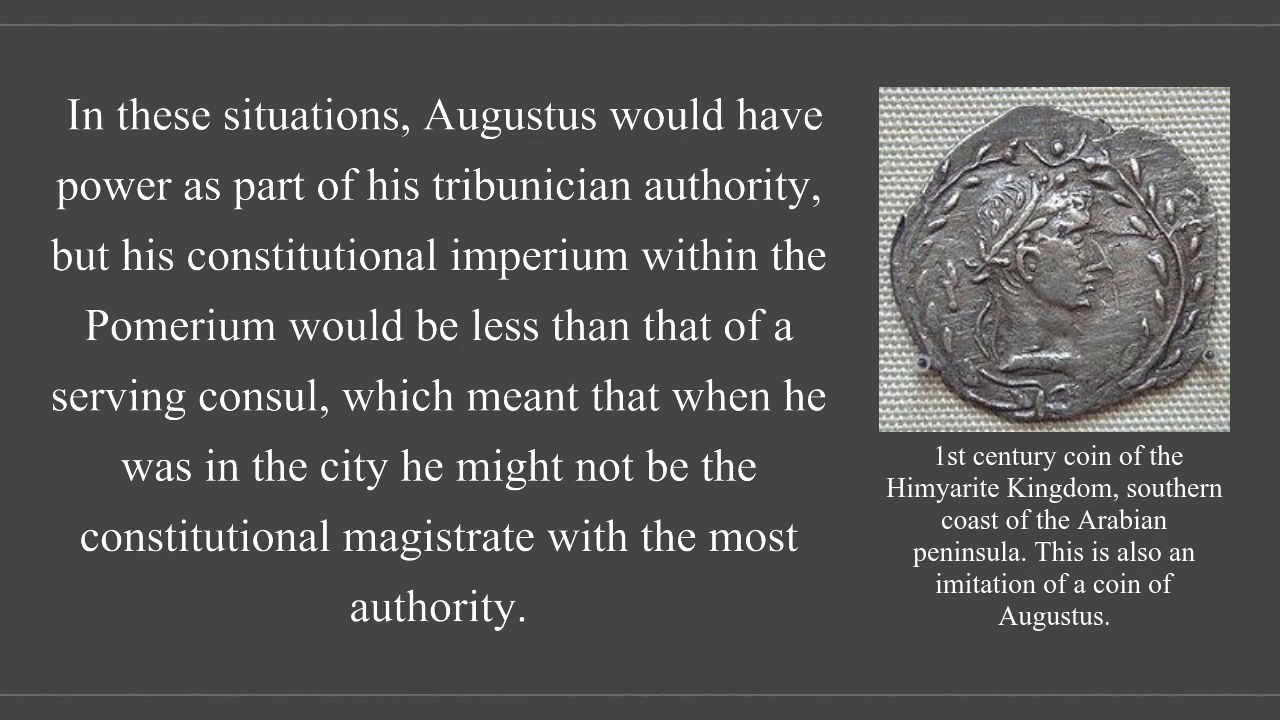 In these situations, Augustus would have
power as part of his tribunician authority,
but his constitutional imperium within the
Pomerium would be less than that of a
serving consul, which meant that when he
was in the city he might not be the
constitutional magistrate with the most
authority.
1st century coin of the
Himyarite Kingdom, southern
coast of the Arabian
peninsula. This is also an
imitation of a coin of
Augustus.